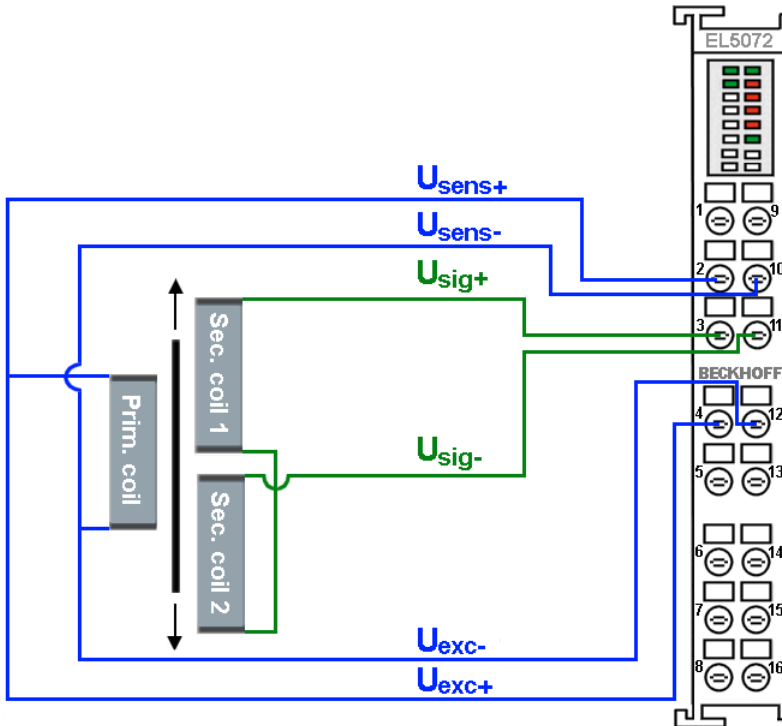 EL5072
Usens+
1
9
Usens-
2
10
Usig+
3
11
BECKHOFF
Sec. coil 1
Prim. coil
4
12
Usig-
5
13
Sec. coil 2
6
14
7
15
Uexc-
8
16
Uexc+